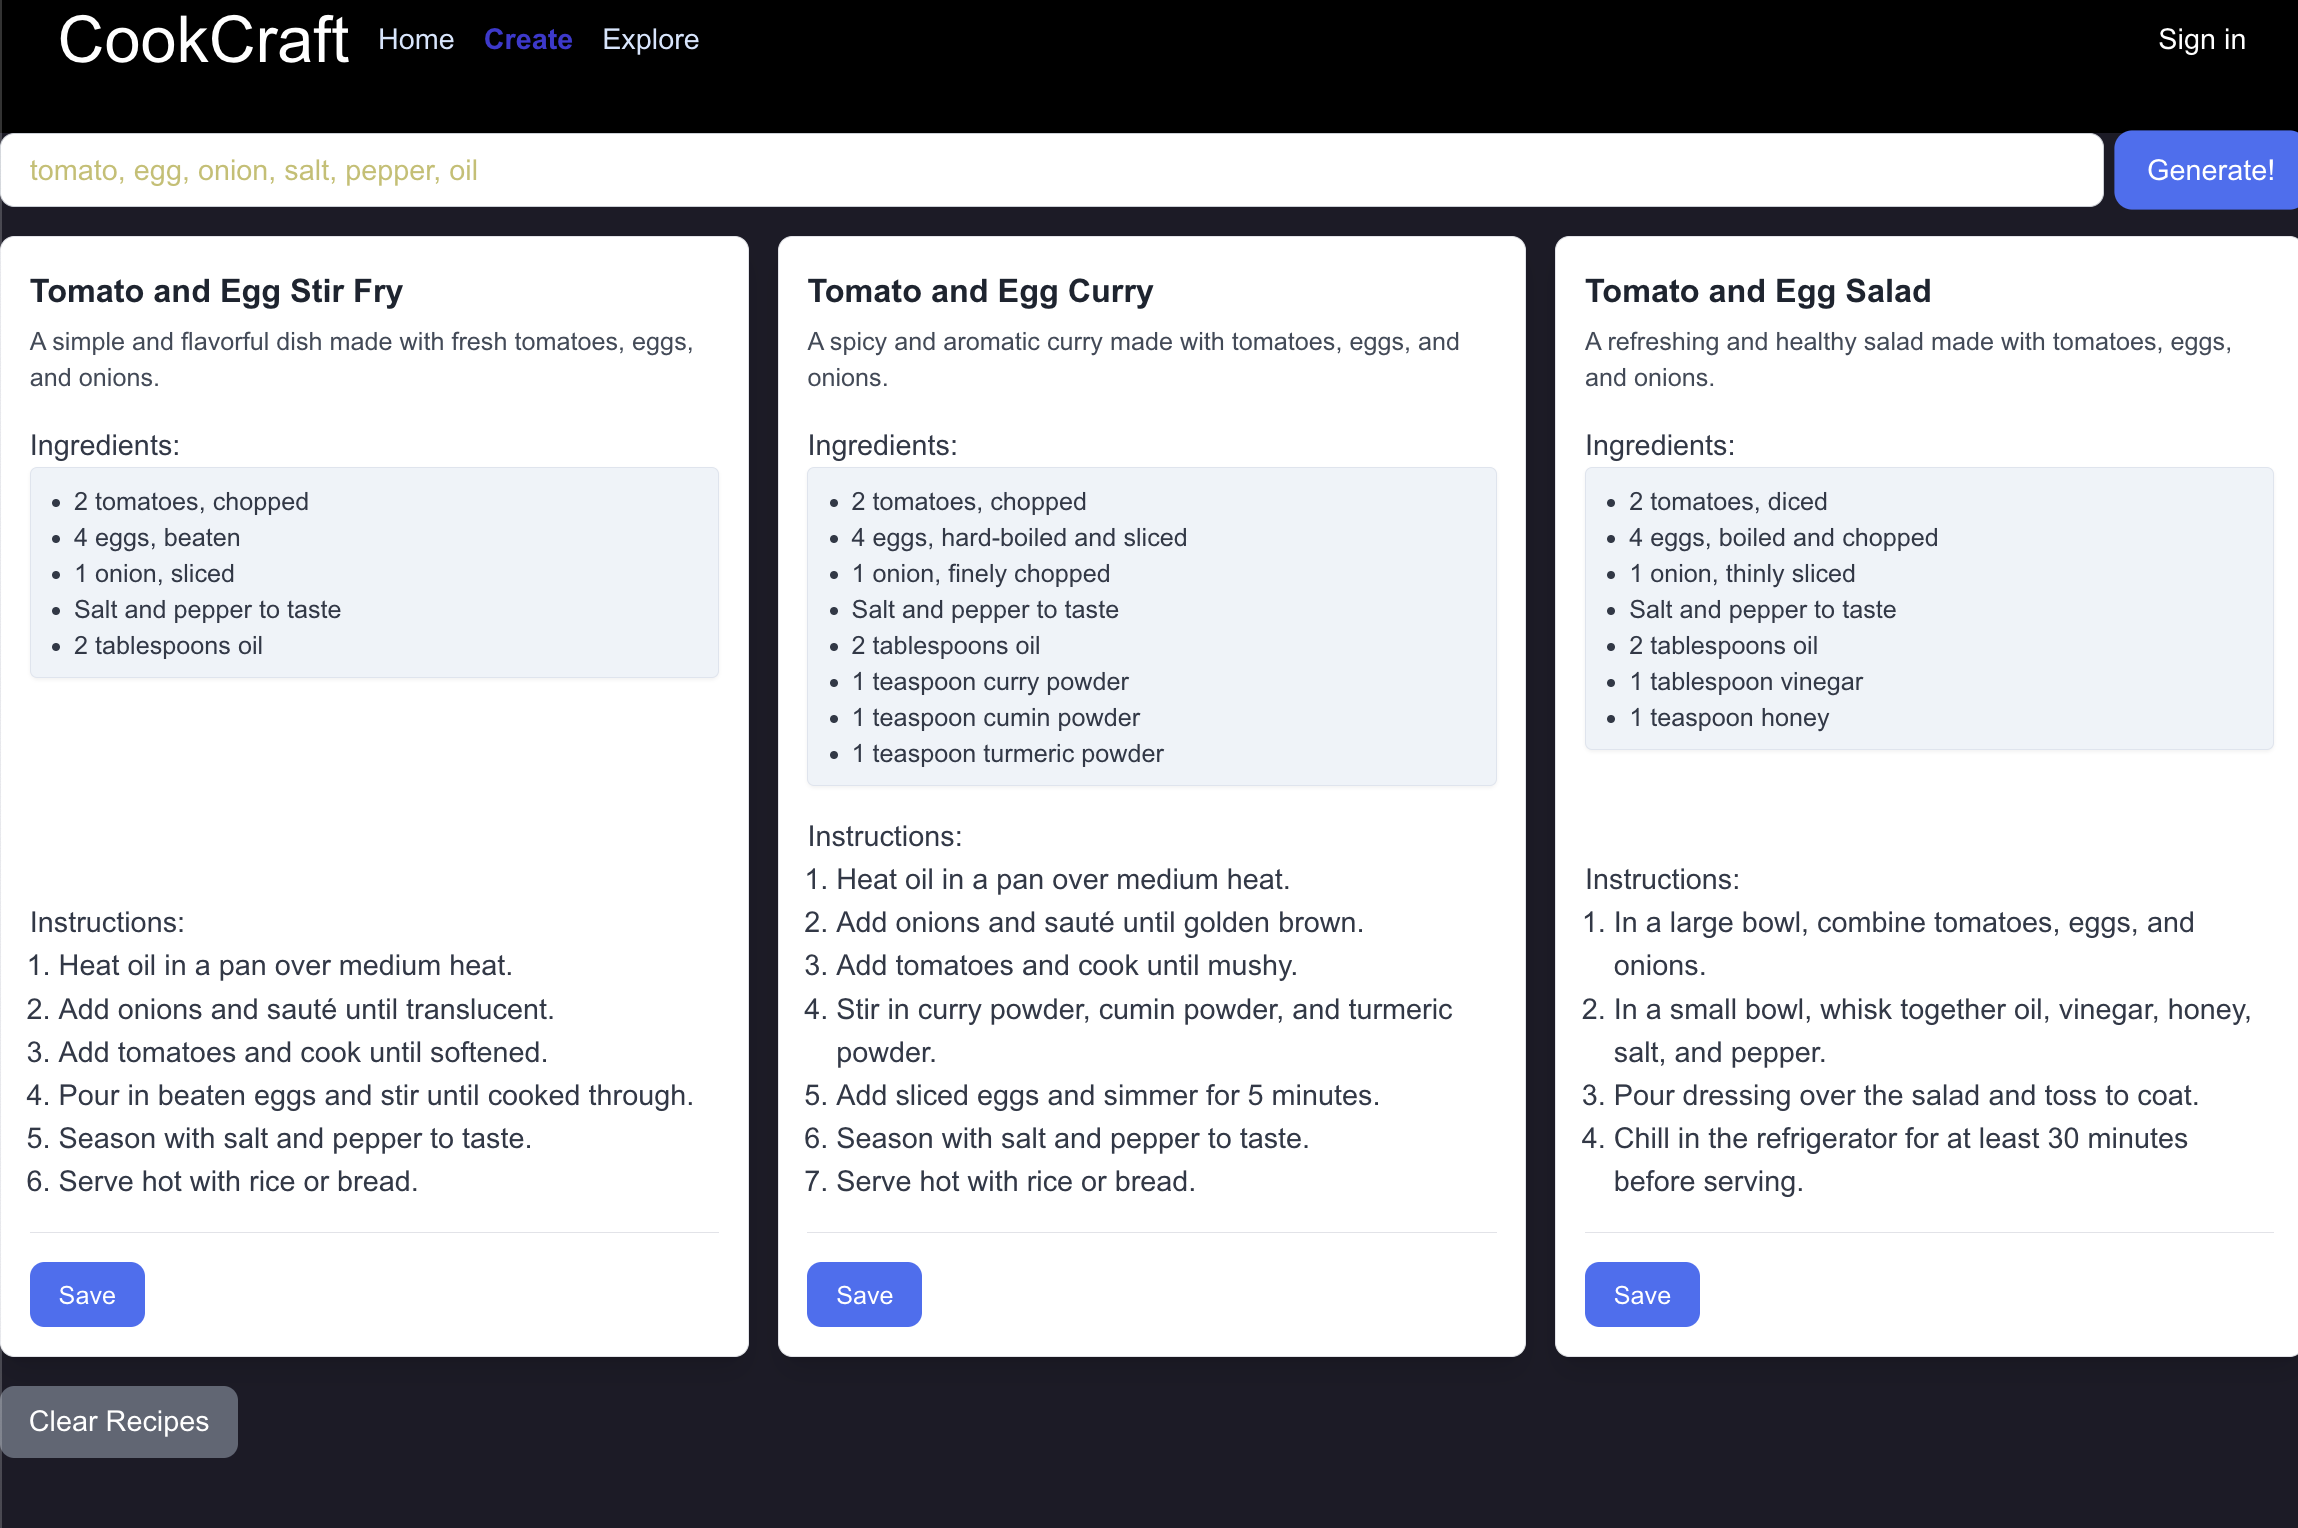 CookCraft Home Create Explore Sign in
tomato, egg, onion, salt, pepper, oil
Generate!
Tomato and Egg Stir Fry
A simple and flavorful dish made with fresh tomatoes, eggs,
and onions.
Ingredients:
• 2 tomatoes, chopped
• 4 eggs, beaten
• 1 onion, sliced
• Salt and pepper to taste
• 2 tablespoons oil
Instructions:
1. Heat oil in a pan over medium heat.
2. Add onions and sauté until translucent.
3. Add tomatoes and cook until softened.
4. Pour in beaten eggs and stir until cooked through.
5. Season with salt and pepper to taste.
6. Serve hot with rice or bread.
Save
Tomato and Egg Curry
A spicy and aromatic curry made with tomatoes, eggs, and
onions.
Ingredients:
• 2 tomatoes, chopped
• 4 eggs, hard-boiled and sliced
• 1 onion, finely chopped
• Salt and pepper to taste
• 2 tablespoons oil
• 1 teaspoon curry powder
• 1 teaspoon cumin powder
• 1 teaspoon turmeric powder
Instructions:
1. Heat oil in a pan over medium heat.
2. Add onions and sauté until golden brown.
3. Add tomatoes and cook until mushy.
4. Stir in curry powder, cumin powder, and turmeric
powder.
5. Add sliced eggs and simmer for 5 minutes.
6. Season with salt and pepper to taste.
7. Serve hot with rice or bread.
Save
Tomato and Egg Salad
A refreshing and healthy salad made with tomatoes, eggs,
and onions.
Ingredients:
• 2 tomatoes, diced
• 4 eggs, boiled and chopped
• 1 onion, thinly sliced
• Salt and pepper to taste
• 2 tablespoons oil
• 1 tablespoon vinegar
• 1 teaspoon honey
Instructions:
1. In a large bowl, combine tomatoes, eggs, and
onions.
2. In a small bowl, whisk together oil, vinegar, honey,
salt, and pepper.
3. Pour dressing over the salad and toss to coat.
4. Chill in the refrigerator for at least 30 minutes
before serving.
Save
Clear Recipes